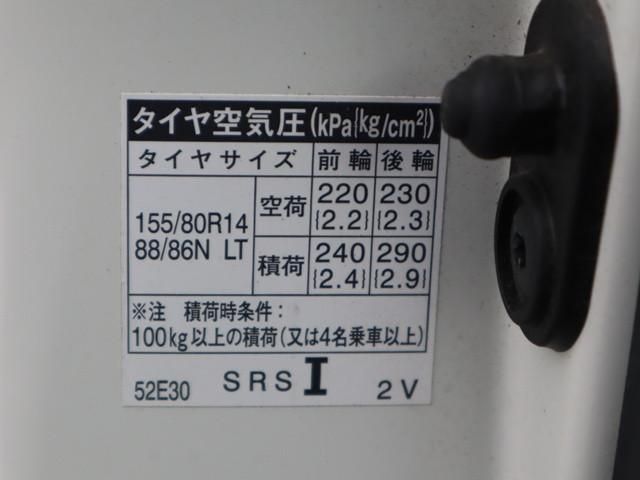 タイヤ空気圧(kPa{kg/cm²})
タイヤサイズ 前輪 後輪
155/80R14 88/86N LT 空荷 220 {2.2} 230 {2.3}
積荷 240 {2.4} 290 {2.9}
※注 積荷時条件：
100kg以上の積荷(又は4名乗車以上)
52E30 SRS I 2V